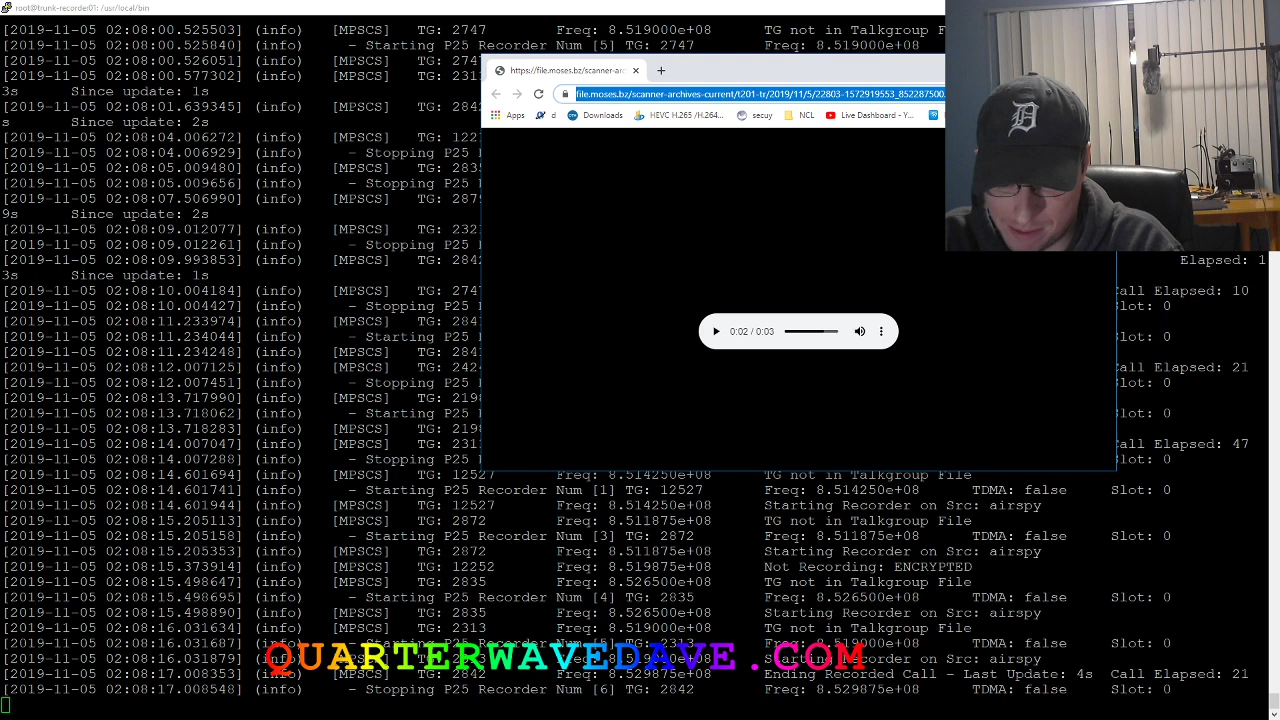 root@trunk-recorder01: /usr/local/bin
[2019-11-05 02:08:00.525503] (info) [MPSCS] TG: 2747 Freq: 8.519000e+08 TG not in Talkgroup F
[2019-11-05 02:08:00.525840] (info) - Starting P25 Recorder Num [5] TG: 2747 Freq: 8.519000e+08
[2019-11-05 02:08:00.526051] (info) [MPSCS] TG: 274
[2019-11-05 02:08:00.577302] (info) [MPSCS] TG: 231
3s Since update: 1s
(info) [MPSCS] TG: 284
s Since update: 2s
[2019-11-05 02:08:04.006272] (info) [MPSCS] TG: 122
[2019-11-05 02:08:04.006929] (info) - Stopping P25
[2019-11-05 02:08:05.009480] (info) [MPSCS] TG: 283
[2019-11-05 02:08:05.009656] (info) - Stopping P25
[2019-11-05 02:08:07.506990] (info) [MPSCS] TG: 287
9s Since update: 2s
[2019-11-05 02:08:09.012077] (info) [MPSCS] TG: 232
[2019-11-05 02:08:09.012261] (info) - Stopping P25
[2019-11-05 02:08:09.993853] (info) [MPSCS] TG: 284 Elapsed: 1
3s Since update: 1s
[2019-11-05 02:08:10.004184] (info) [MPSCS] TG: 274 Call Elapsed: 10
[2019-11-05 02:08:10.004427] (info) - Stopping P25 Slot: 0
[2019-11-05 02:08:11.233974] (info) [MPSCS] TG: 284
[2019-11-05 02:08:11.234044] (info) - Starting P25 Slot: 0
[2019-11-05 02:08:11.234248] (info) [MPSCS] TG: 284
[2019-11-05 02:08:12.007125] (info) [MPSCS] TG: 242 Call Elapsed: 21
[2019-11-05 02:08:12.007451] (info) - Stopping P25 Slot: 0
[2019-11-05 02:08:13.717990] (info) [MPSCS] TG: 219
[2019-11-05 02:08:13.718062] (info) - Starting P25 Slot: 0
[2019-11-05 02:08:13.718283] (info) [MPSCS] TG: 219
[2019-11-05 02:08:14.007047] (info) [MPSCS] TG: 231 Call Elapsed: 47
[2019-11-05 02:08:14.007288] (info) - Stopping P25 Slot: 0
[2019-11-05 02:08:14.601694] (info) [MPSCS] TG: 12527 Freq: 8.514250e+08 TG not in Talkgroup File
[2019-11-05 02:08:14.601741] (info) - Starting P25 Recorder Num [1] TG: 12527 Freq: 8.514250e+08 TDMA: false Slot: 0
[2019-11-05 02:08:14.601944] (info) [MPSCS] TG: 12527 Freq: 8.514250e+08 Starting Recorder on Src: airspy
[2019-11-05 02:08:15.205113] (info) [MPSCS] TG: 2872 Freq: 8.511875e+08 TG not in Talkgroup File
[2019-11-05 02:08:15.205158] (info) - Starting P25 Recorder Num [3] TG: 2872 Freq: 8.511875e+08 TDMA: false Slot: 0
[2019-11-05 02:08:15.205353] (info) [MPSCS] TG: 2872 Freq: 8.511875e+08 Starting Recorder on Src: airspy
[2019-11-05 02:08:15.373914] (info) [MPSCS] TG: 12252 Freq: 8.519875e+08 Not Recording: ENCRYPTED
[2019-11-05 02:08:15.498647] (info) [MPSCS] TG: 2835 Freq: 8.526500e+08 TG not in Talkgroup File
[2019-11-05 02:08:15.498695] (info) - Starting P25 Recorder Num [4] TG: 2835 Freq: 8.526500e+08 TDMA: false Slot: 0
[2019-11-05 02:08:15.498890] (info) [MPSCS] TG: 2835 Freq: 8.526500e+08 Starting Recorder on Src: airspy
[2019-11-05 02:08:16.031634] (info) [MPSCS] TG: 2313 Freq: 8.519000e+08 TG not in Talkgroup File
[2019-11-05 02:08:16.031687] (info) - Starting P25 Recorder Num [5] TG: 2313 Freq: 8.519000e+08 TDMA: false Slot: 0
[2019-11-05 02:08:16.031879] (info) Starting Recorder on Src: airspy
[2019-11-05 02:08:17.008353] (info) [MPSCS] TG: 2842 Freq: 8.529875e+08 Ending Recorded Call - Last Update: 4s Call Elapsed: 21
[2019-11-05 02:08:17.008548] (info) - Stopping P25 Recorder Num [6] TG: 2842 Freq: 8.529875e+08 TDMA: false Slot: 0
https://file.moses.bz/scanner-arc
file.moses.bz/scanner-archives-current/t201-tr/2019/11/5/22803-1572919553_852287500.
Apps d Downloads HEVC H.265 /H.264... secuy NCL Live Dashboard - Y...
0:02 / 0:03
QUARTERWAVEDAVE.COM